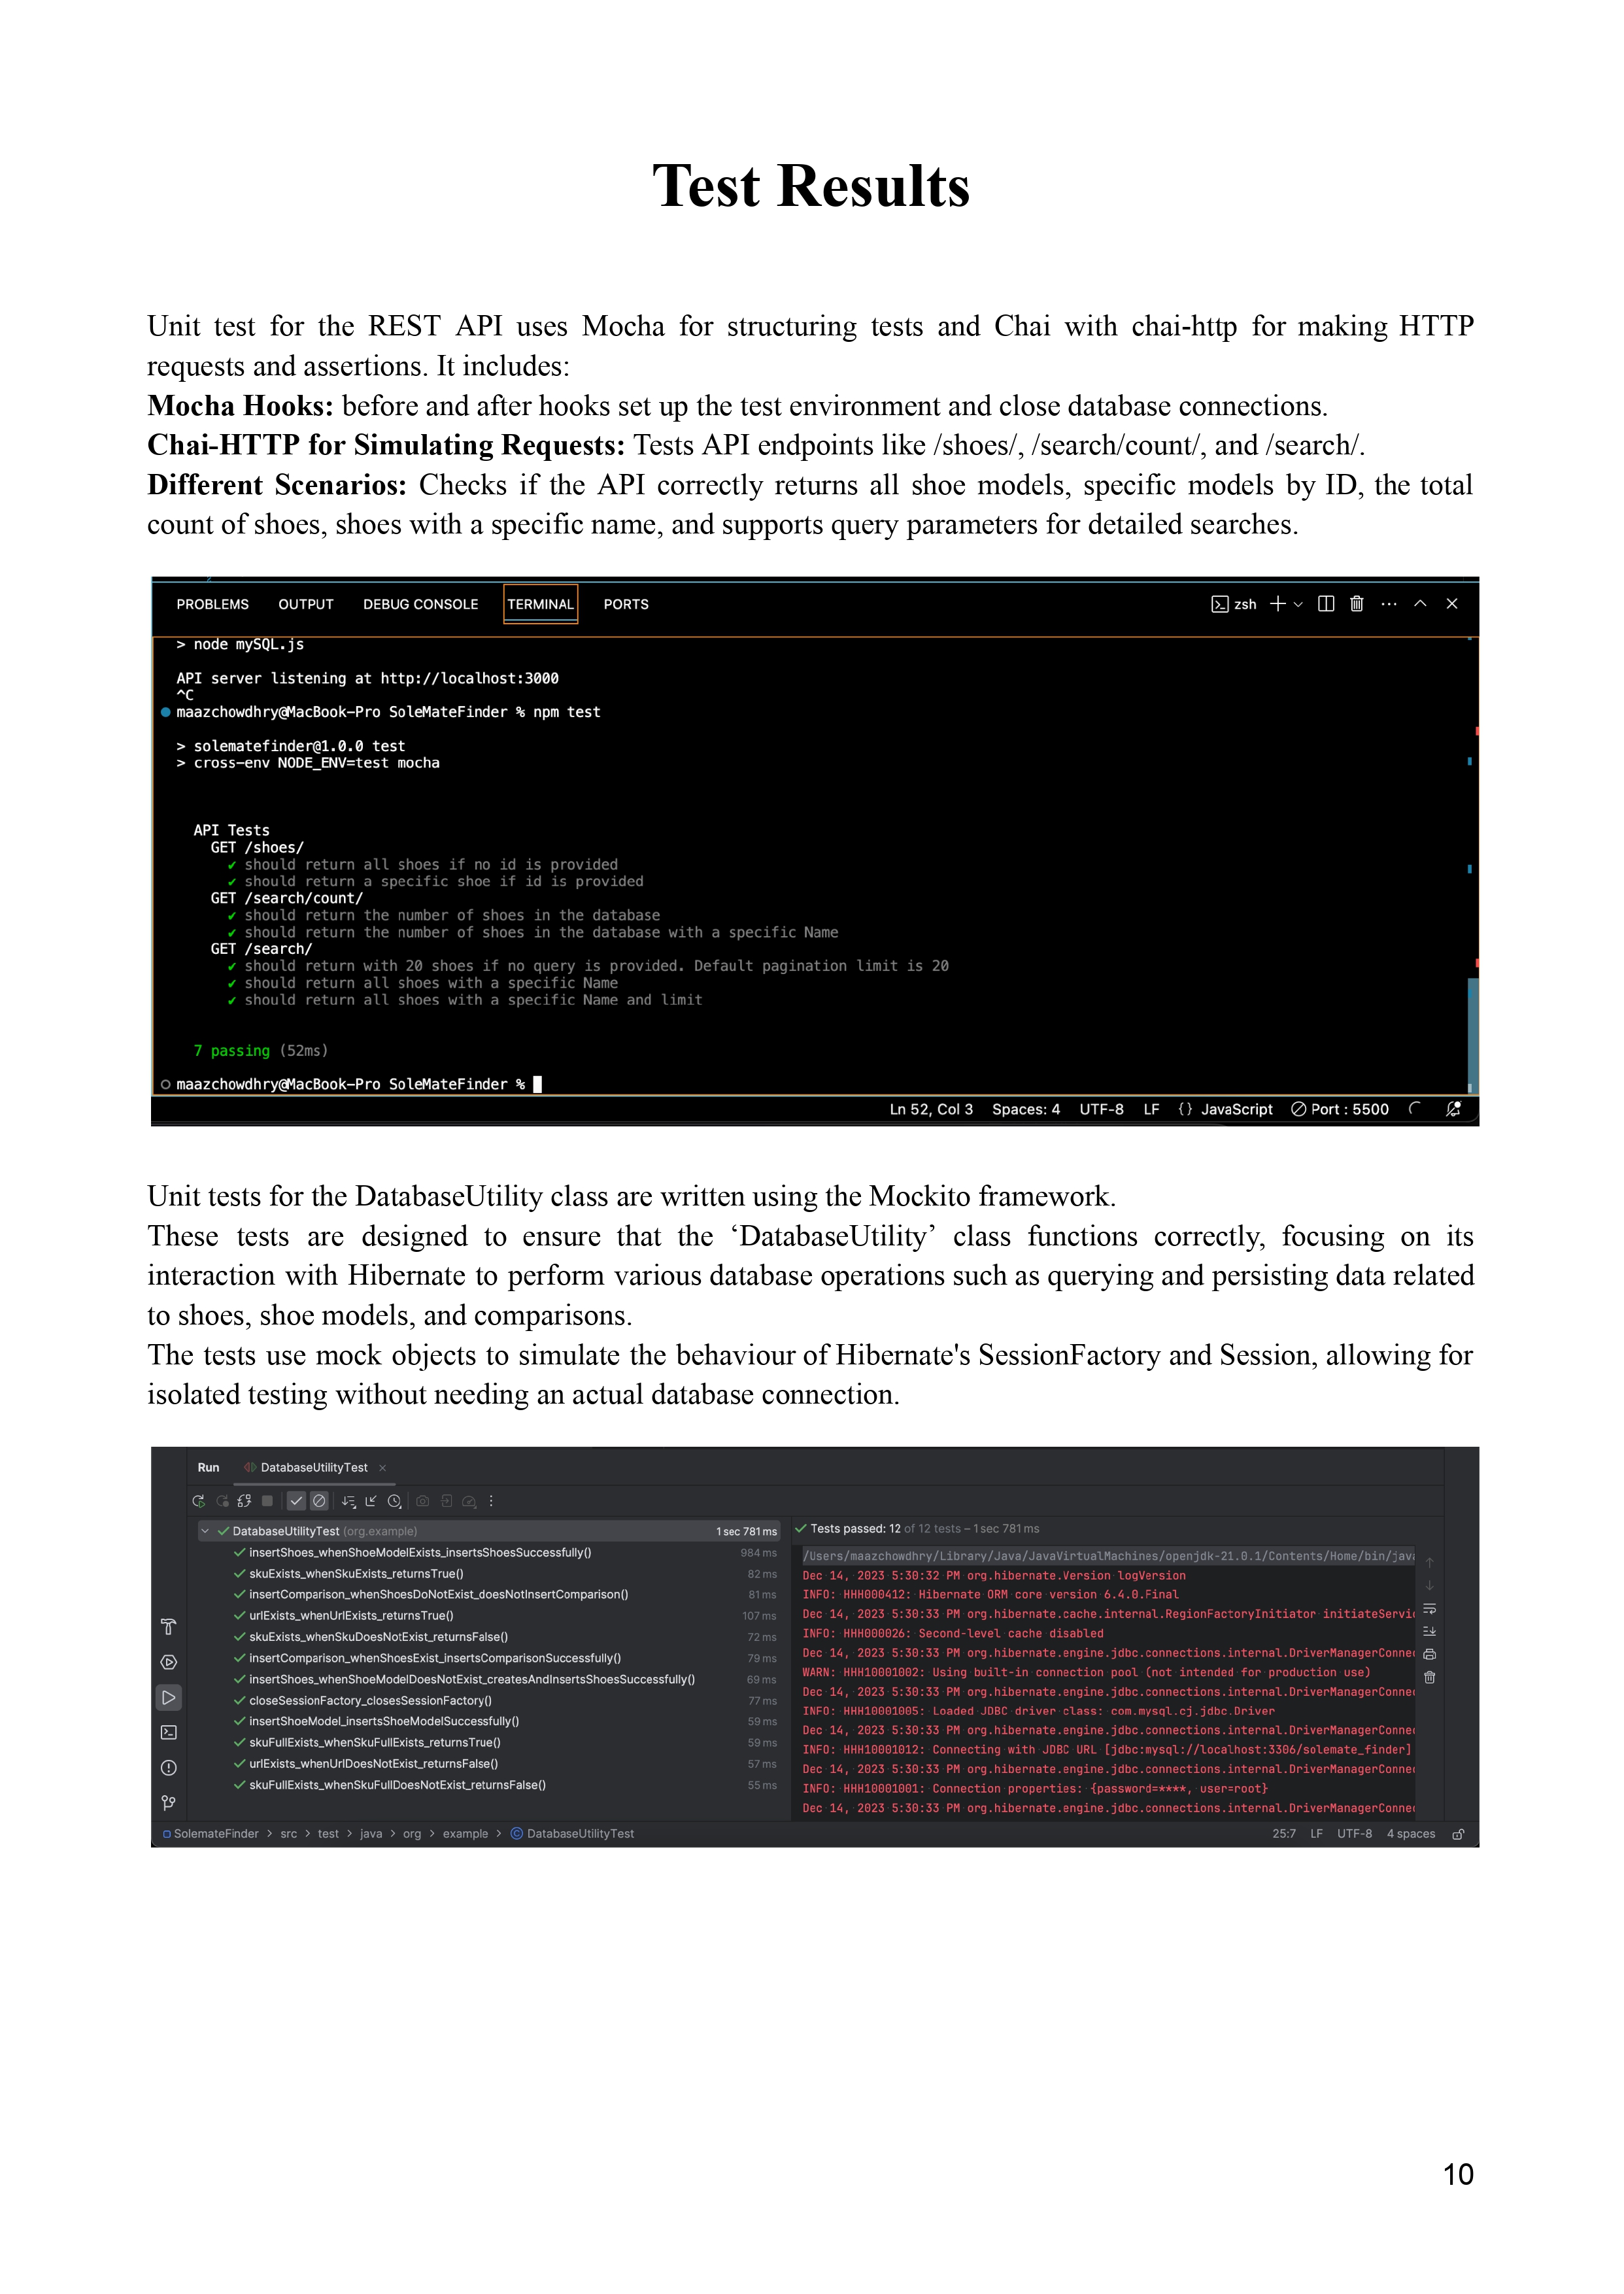 Test Results
Unit test for the REST API uses Mocha for structuring tests and Chai with chai-http for making HTTP
requests and assertions. It includes:
Mocha Hooks: before and after hooks set up the test environment and close database connections.
Chai-HTTP for Simulating Requests: Tests API endpoints like /shoes/, /search/count/, and /search/.
Different Scenarios: Checks if the API correctly returns all shoe models, specific models by ID, the total
count of shoes, shoes with a specific name, and supports query parameters for detailed searches.
PROBLEMS OUTPUT DEBUG CONSOLE TERMINAL PORTS zsh
> node mySQL.js
API server listening at http://localhost:3000
^C
maazchowdhry@MacBook-Pro SoleMateFinder % npm test
> solematefinder@1.0.0 test
> cross-env NODE_ENV=test mocha
API Tests
GET /shoes/
✔ should return all shoes if no id is provided
✔ should return a specific shoe if id is provided
GET /search/count/
✔ should return the number of shoes in the database
✔ should return the number of shoes in the database with a specific Name
GET /search/
✔ should return with 20 shoes if no query is provided. Default pagination limit is 20
✔ should return all shoes with a specific Name
✔ should return all shoes with a specific Name and limit
7 passing (52ms)
maazchowdhry@MacBook-Pro SoleMateFinder %
Ln 52, Col 3 Spaces: 4 UTF-8 LF {} JavaScript Port : 5500
Unit tests for the DatabaseUtility class are written using the Mockito framework.
These tests are designed to ensure that the ‘DatabaseUtility’ class functions correctly, focusing on its
interaction with Hibernate to perform various database operations such as querying and persisting data related
to shoes, shoe models, and comparisons.
The tests use mock objects to simulate the behaviour of Hibernate's SessionFactory and Session, allowing for
isolated testing without needing an actual database connection.
Run DatabaseUtilityTest
DatabaseUtilityTest (org.example) 1 sec 781 ms
insertShoes_whenShoeModelExists_insertsShoesSuccessfully() 984 ms
skuExists_whenSkuExists_returnsTrue() 82 ms
insertComparison_whenShoesDoNotExist_doesNotInsertComparison() 81 ms
urlExists_whenUrlExists_returnsTrue() 107 ms
skuExists_whenSkuDoesNotExist_returnsFalse() 72 ms
insertComparison_whenShoesExist_insertsComparisonSuccessfully() 79 ms
insertShoes_whenShoeModelDoesNotExist_createsAndInsertsShoesSuccessfully() 69 ms
closeSessionFactory_closesSessionFactory() 77 ms
insertShoeModel_insertsShoeModelSuccessfully() 59 ms
skuFullExists_whenSkuFullExists_returnsTrue() 59 ms
urlExists_whenUrlDoesNotExist_returnsFalse() 57 ms
skuFullExists_whenSkuFullDoesNotExist_returnsFalse() 55 ms
Tests passed: 12 of 12 tests – 1 sec 781 ms
/Users/maazchowdhry/Library/Java/JavaVirtualMachines/openjdk-21.0.1/Contents/Home/bin/java
Dec 14, 2023 5:30:32 PM org.hibernate.Version logVersion
INFO: HHH000412: Hibernate ORM core version 6.4.0.Final
Dec 14, 2023 5:30:33 PM org.hibernate.cache.internal.RegionFactoryInitiator initiateServi
INFO: HHH000026: Second-level cache disabled
Dec 14, 2023 5:30:33 PM org.hibernate.engine.jdbc.connections.internal.DriverManagerConne
WARN: HHH10001002: Using built-in connection pool (not intended for production use)
Dec 14, 2023 5:30:33 PM org.hibernate.engine.jdbc.connections.internal.DriverManagerConne
INFO: HHH10001005: Loaded JDBC driver class: com.mysql.cj.jdbc.Driver
Dec 14, 2023 5:30:33 PM org.hibernate.engine.jdbc.connections.internal.DriverManagerConne
INFO: HHH10001012: Connecting with JDBC URL [jdbc:mysql://localhost:3306/solemate_finder]
Dec 14, 2023 5:30:33 PM org.hibernate.engine.jdbc.connections.internal.DriverManagerConne
INFO: HHH10001001: Connection properties: {password=****, user=root}
Dec 14, 2023 5:30:33 PM org.hibernate.engine.jdbc.connections.internal.DriverManagerConne
SolemateFinder > src > test > java > org > example > DatabaseUtilityTest 25:7 LF UTF-8 4 spaces
10